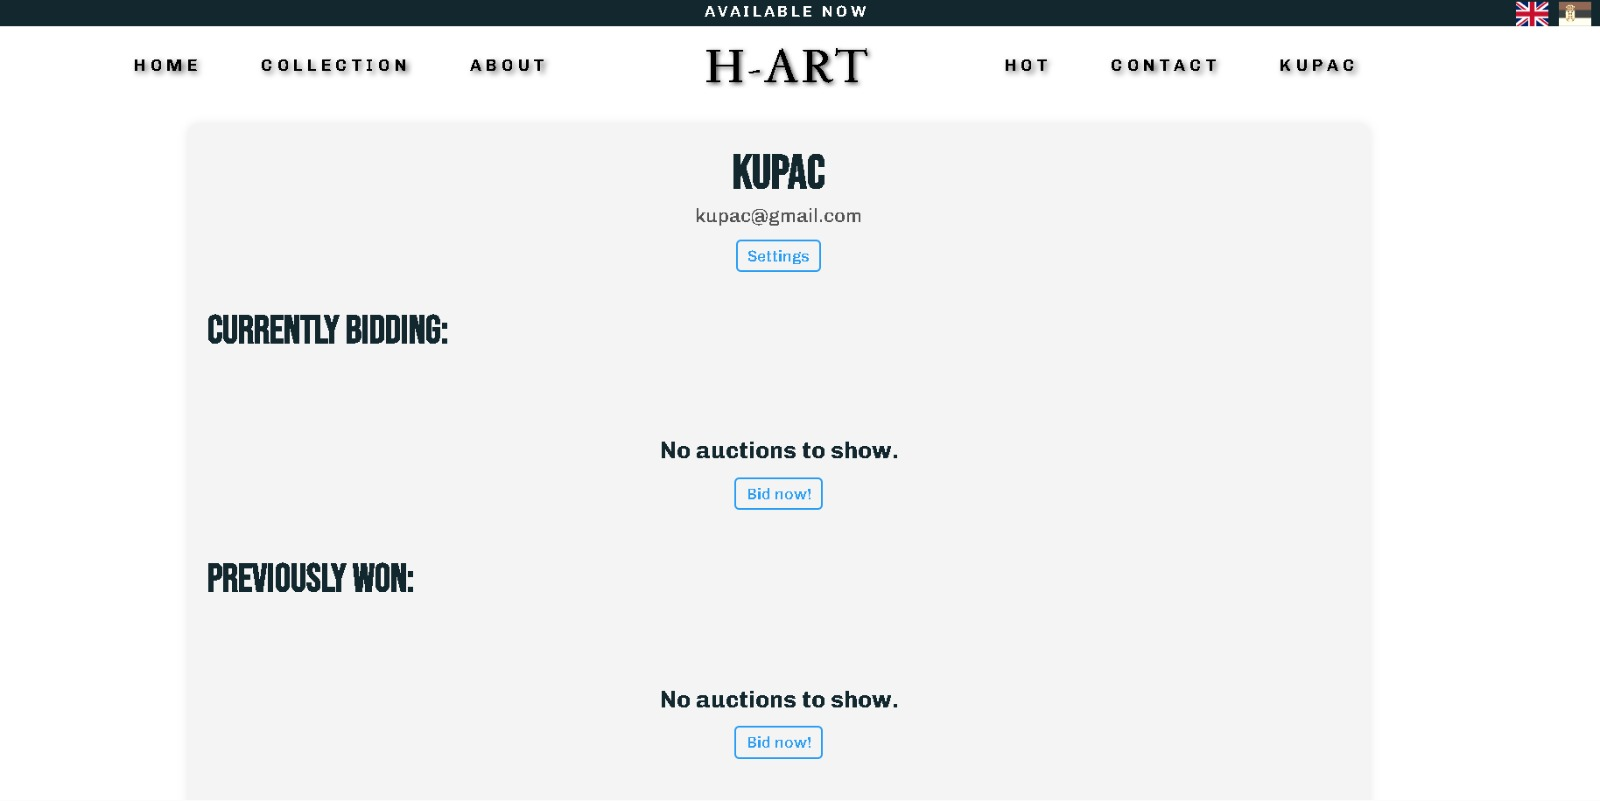 AVAILABLE NOW
HOME COLLECTION ABOUT H-ART HOT CONTACT KUPAC
KUPAC
kupac@gmail.com
Settings
CURRENTLY BIDDING:
No auctions to show.
Bid now!
PREVIOUSLY WON:
No auctions to show.
Bid now!